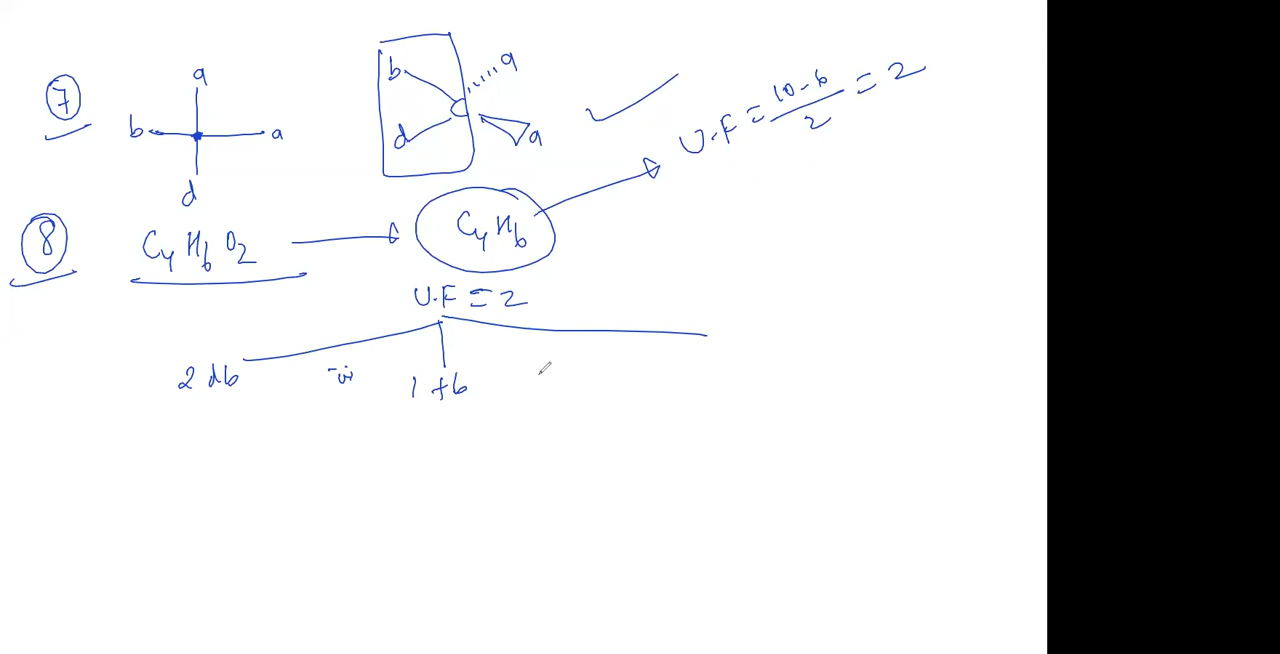 7
a
b a
d
b a
C
d a
U.F = 10-6/2 = 2
8 C4H6O2 → C4H6
U.F = 2
2 db 1 tb